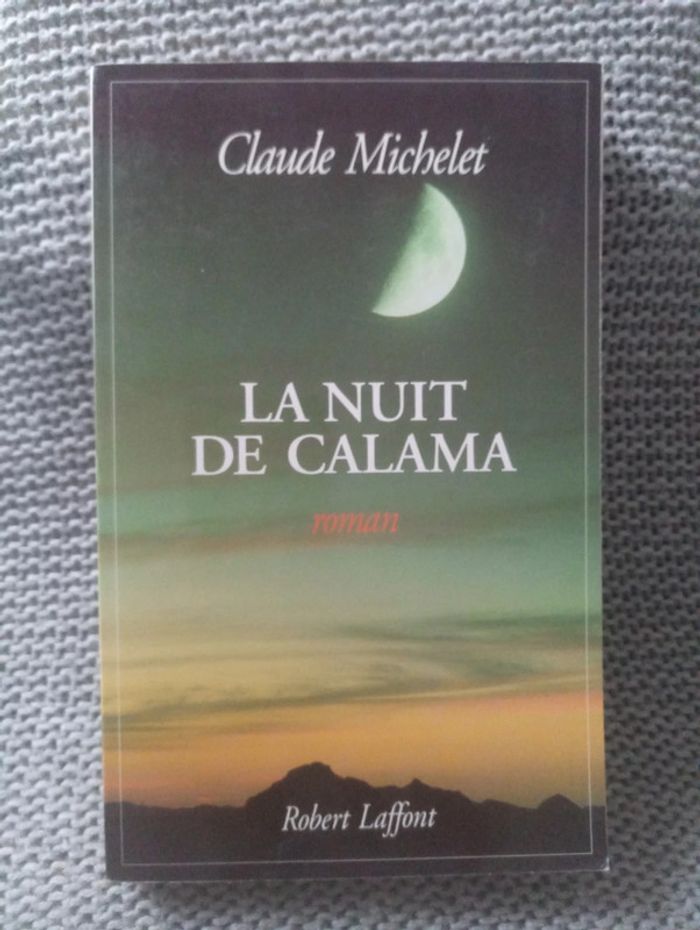 Claude Michelet
LA NUIT
DE CALAMA
roman
Robert Laffont